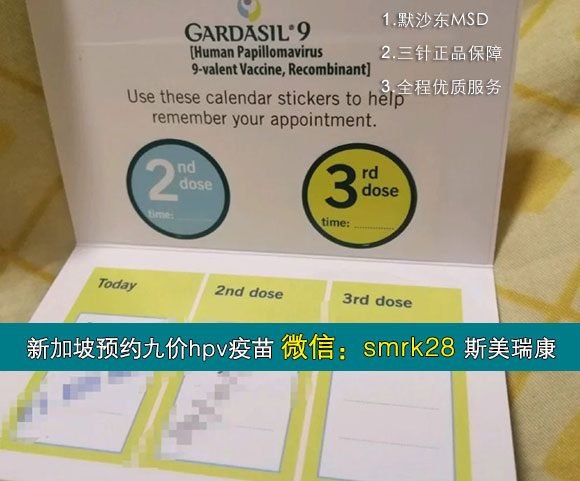 GARDASIL®9
[Human Papillomavirus
9-valent Vaccine, Recombinant]
1.默沙东MSD
2.三针正品保障
3.全程优质服务
Use these calendar stickers to help
remember your appointment.
2nd
dose
time:
3rd
dose
time:
Today
2nd dose
3rd dose
新加坡预约九价hpv疫苗 微信：smrk28 斯美瑞康